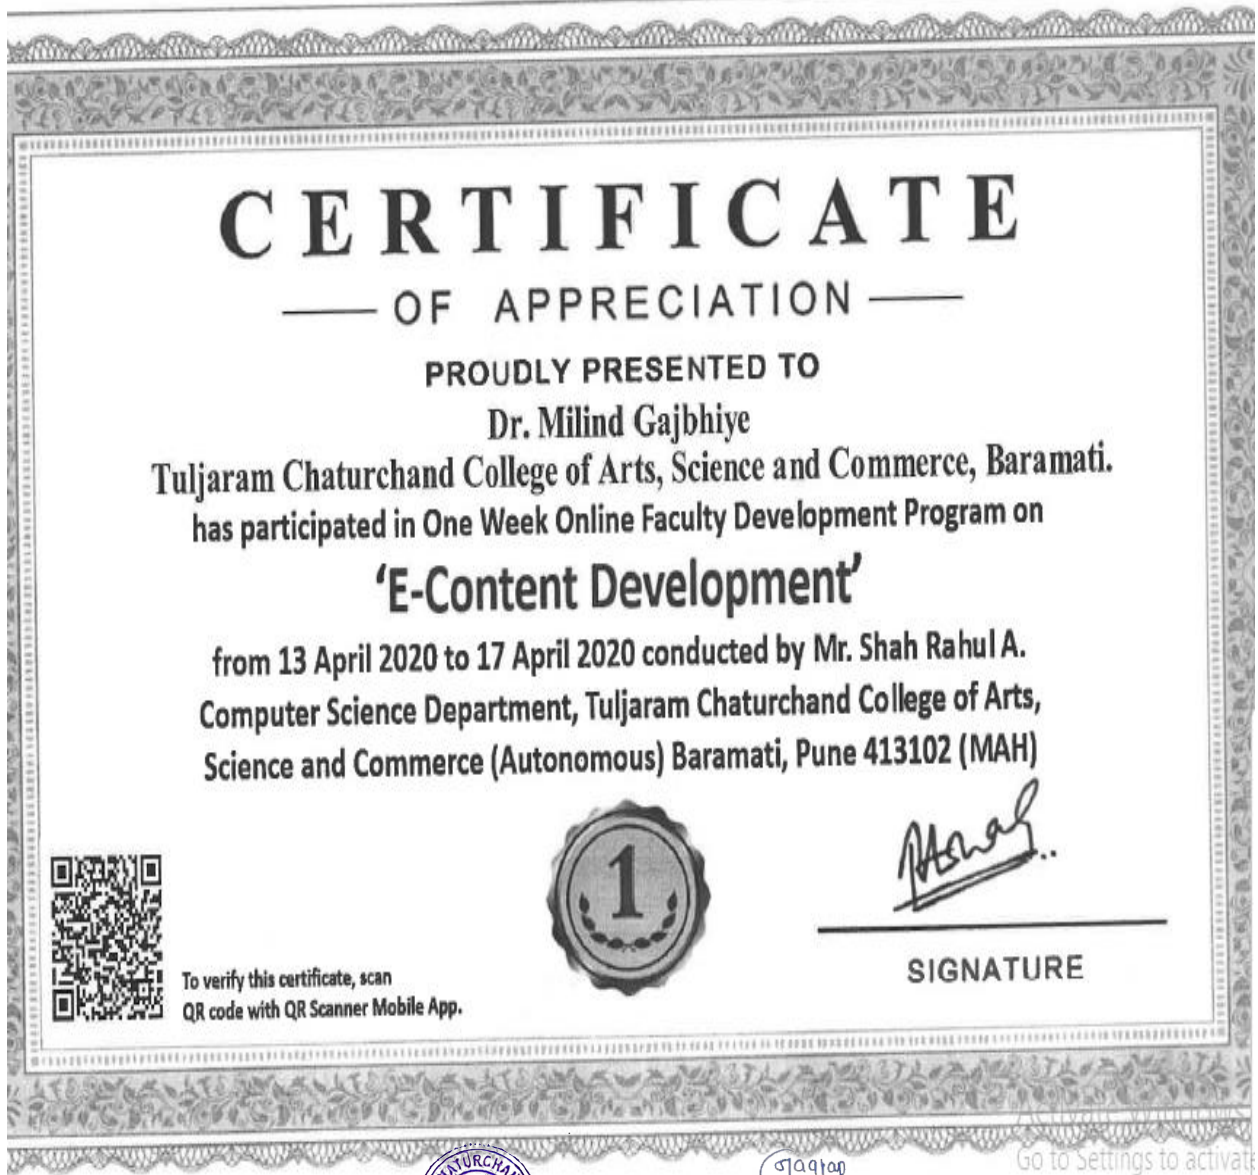 CERTIFICATE
OF APPRECIATION
PROUDLY PRESENTED TO
Dr. Milind Gajbhiye
Tuljaram Chaturchand College of Arts, Science and Commerce, Baramati.
has participated in One Week Online Faculty Development Program on
‘E-Content Development’
from 13 April 2020 to 17 April 2020 conducted by Mr. Shah Rahul A.
Computer Science Department, Tuljaram Chaturchand College of Arts,
Science and Commerce (Autonomous) Baramati, Pune 413102 (MAH)
1
To verify this certificate, scan
QR code with QR Scanner Mobile App.
SIGNATURE
Activate Windows
Go to Settings to activat